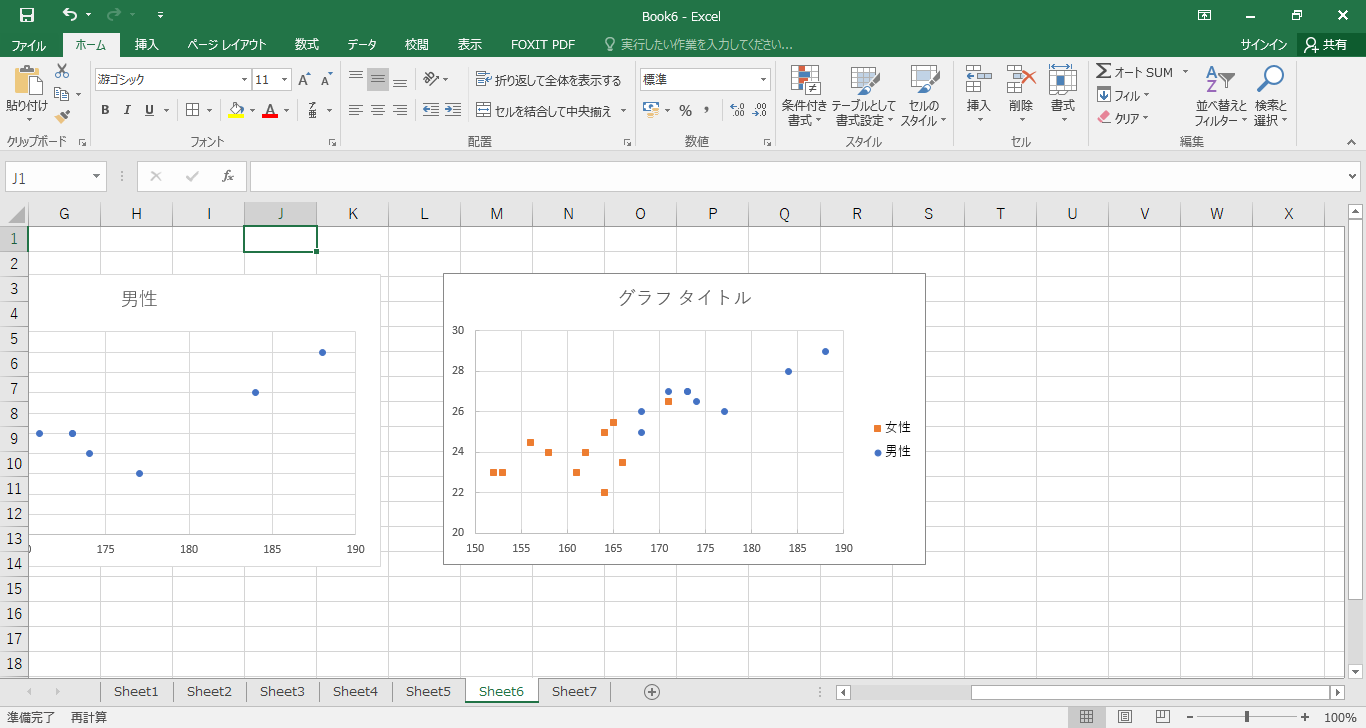 Book6 - Excel
ファイル ホーム 挿入 ページ レイアウト 数式 データ 校閲 表示 FOXIT PDF 実行したい作業を入力してください... サインイン 共有
貼り付け
クリップボード
游ゴシック 11
B I U
フォント
折り返して全体を表示する
セルを結合して中央揃え
配置
標準
%
数値
条件付き書式
テーブルとして書式設定
セルのスタイル
スタイル
挿入 削除 書式
セル
オート SUM
フィル
クリア
並べ替えとフィルター
検索と選択
編集
J1 fx
G H I J K L M N O P Q R S T U V W X
1
2
3
4
5
6
7
8
9
10
11
12
13
14
15
16
17
18
男性
175 180 185 190
グラフ タイトル
30
28
26
24
22
20
150 155 160 165 170 175 180 185 190
女性
男性
Sheet1 Sheet2 Sheet3 Sheet4 Sheet5 Sheet6 Sheet7
準備完了 再計算 100%